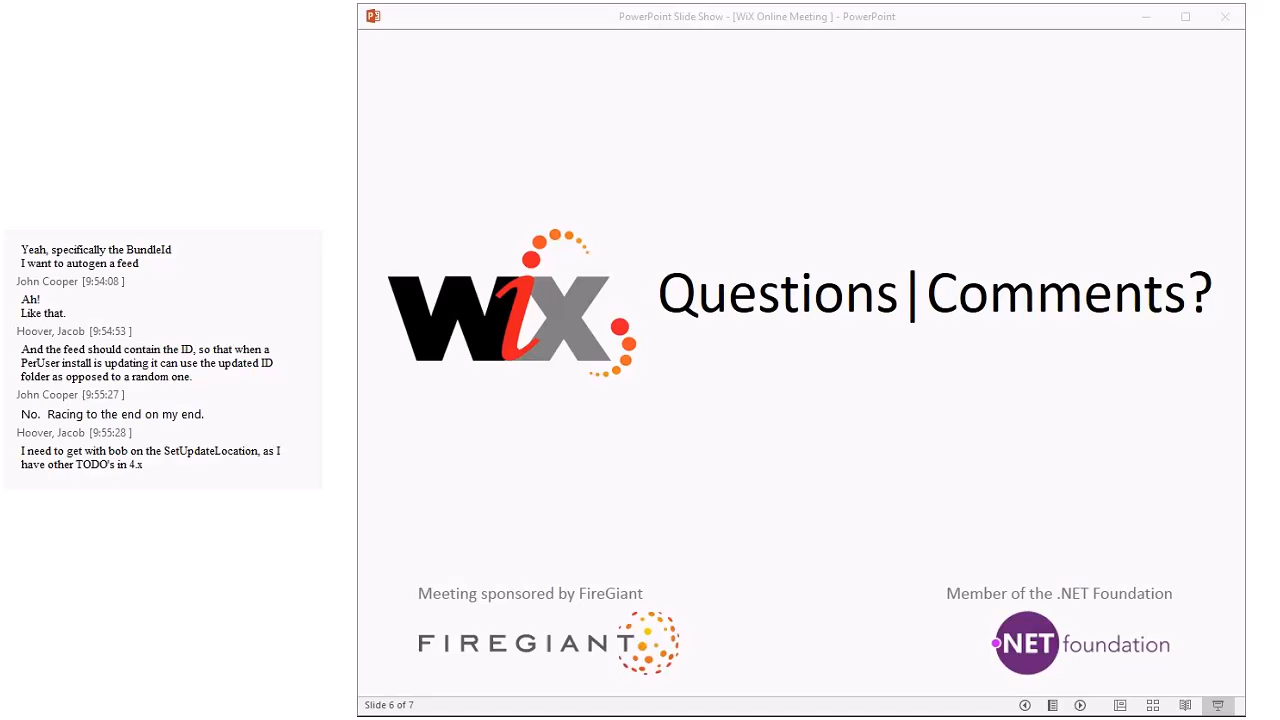 PowerPoint Slide Show - [WiX Online Meeting ] - PowerPoint
Yeah, specifically the BundleId
I want to autogen a feed
John Cooper [9:54:08 ]
Ah!
Like that.
Hoover, Jacob [9:54:53 ]
And the feed should contain the ID, so that when a
PerUser install is updating it can use the updated ID
folder as opposed to a random one.
John Cooper [9:55:27 ]
No.  Racing to the end on my end.
Hoover, Jacob [9:55:28 ]
I need to get with bob on the SetUpdateLocation, as I
have other TODO's in 4.x
WiX
Questions|Comments?
Meeting sponsored by FireGiant
FIREGIANT
Member of the .NET Foundation
.NET foundation
Slide 6 of 7